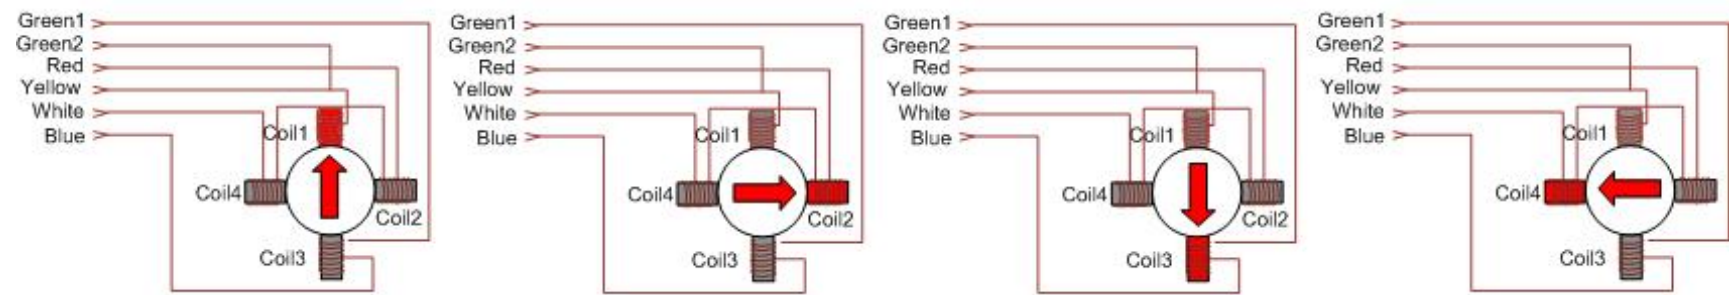 Green1
Green2
Red
Yellow
White
Blue
Coil1
Coil4
Coil2
Coil3
Green1
Green2
Red
Yellow
White
Blue
Coil1
Coil4
Coil2
Coil3
Green1
Green2
Red
Yellow
White
Blue
Coil1
Coil4
Coil2
Coil3
Green1
Green2
Red
Yellow
White
Blue
Coil1
Coil4
Coil3